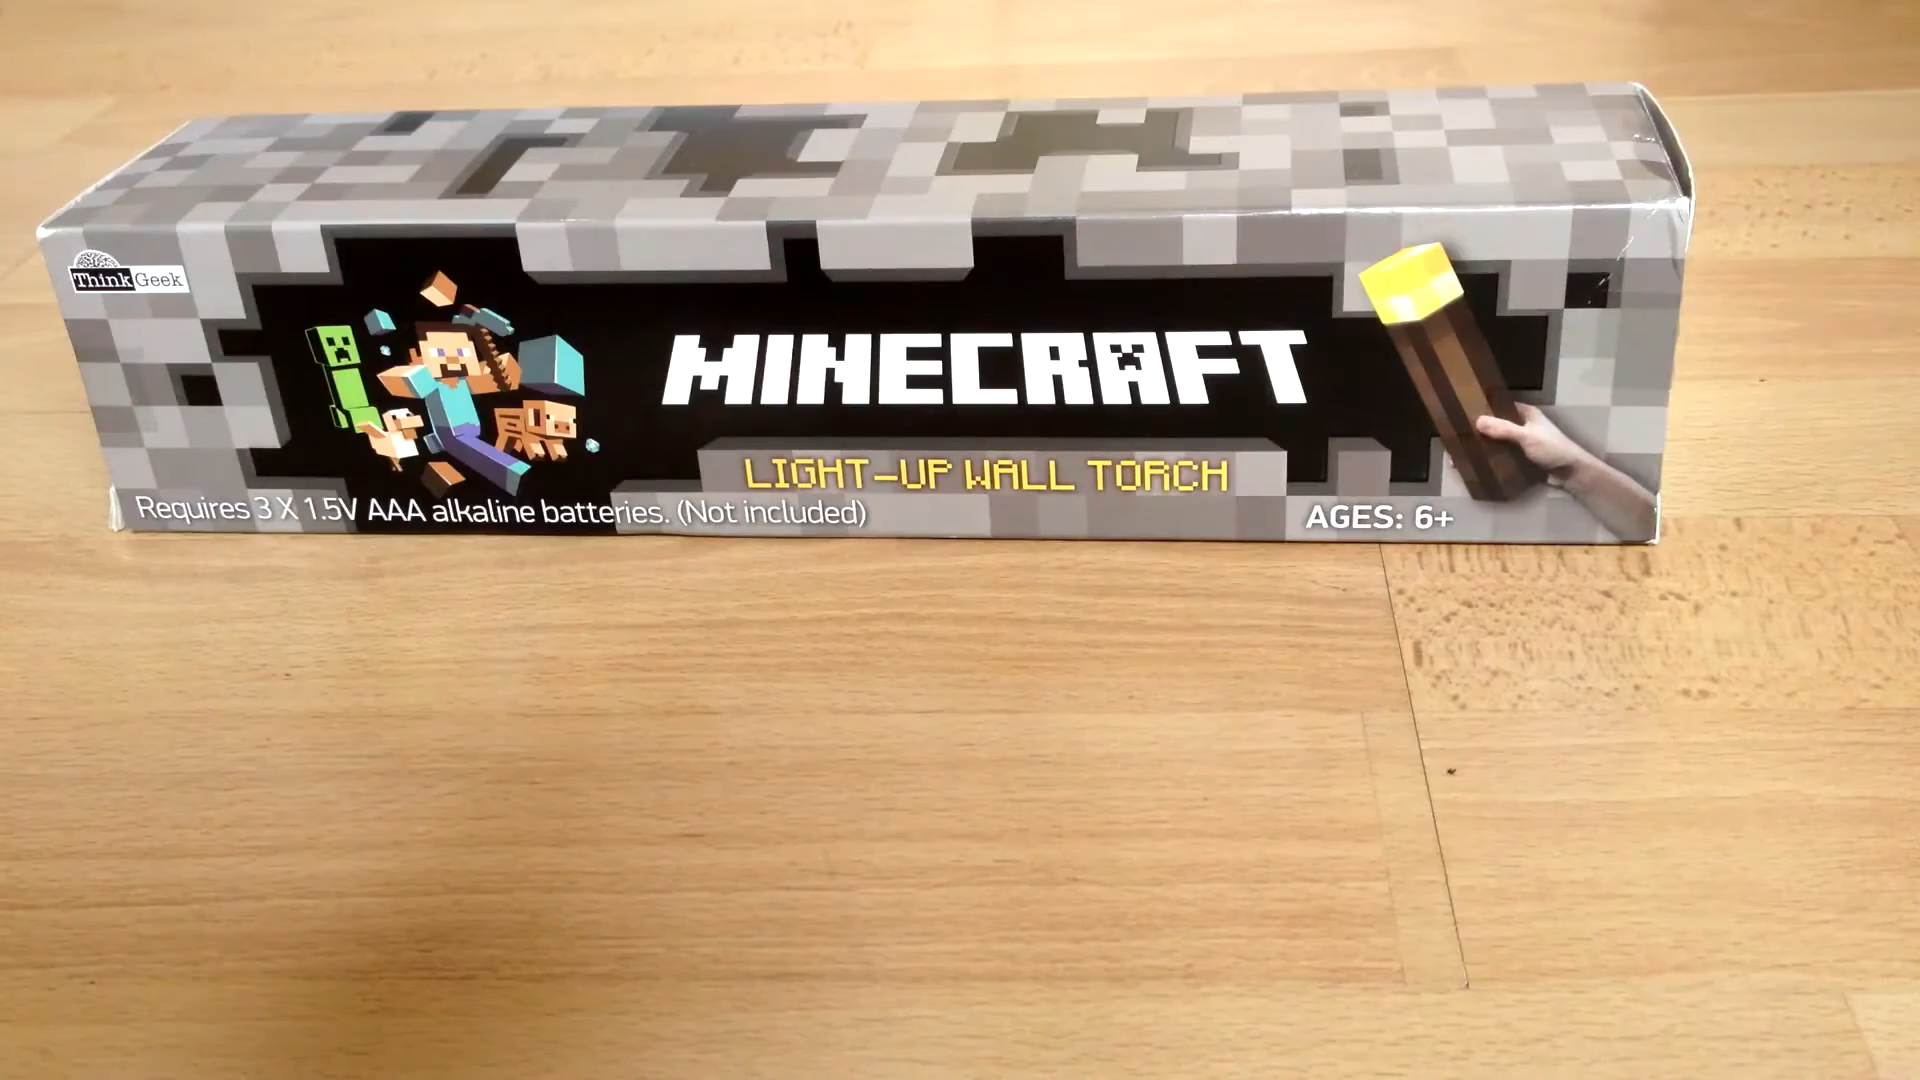 ThinkGeek
MINECRAFT
LIGHT-UP WALL TORCH
Requires 3 X 1.5V AAA alkaline batteries. (Not included)
AGES: 6+